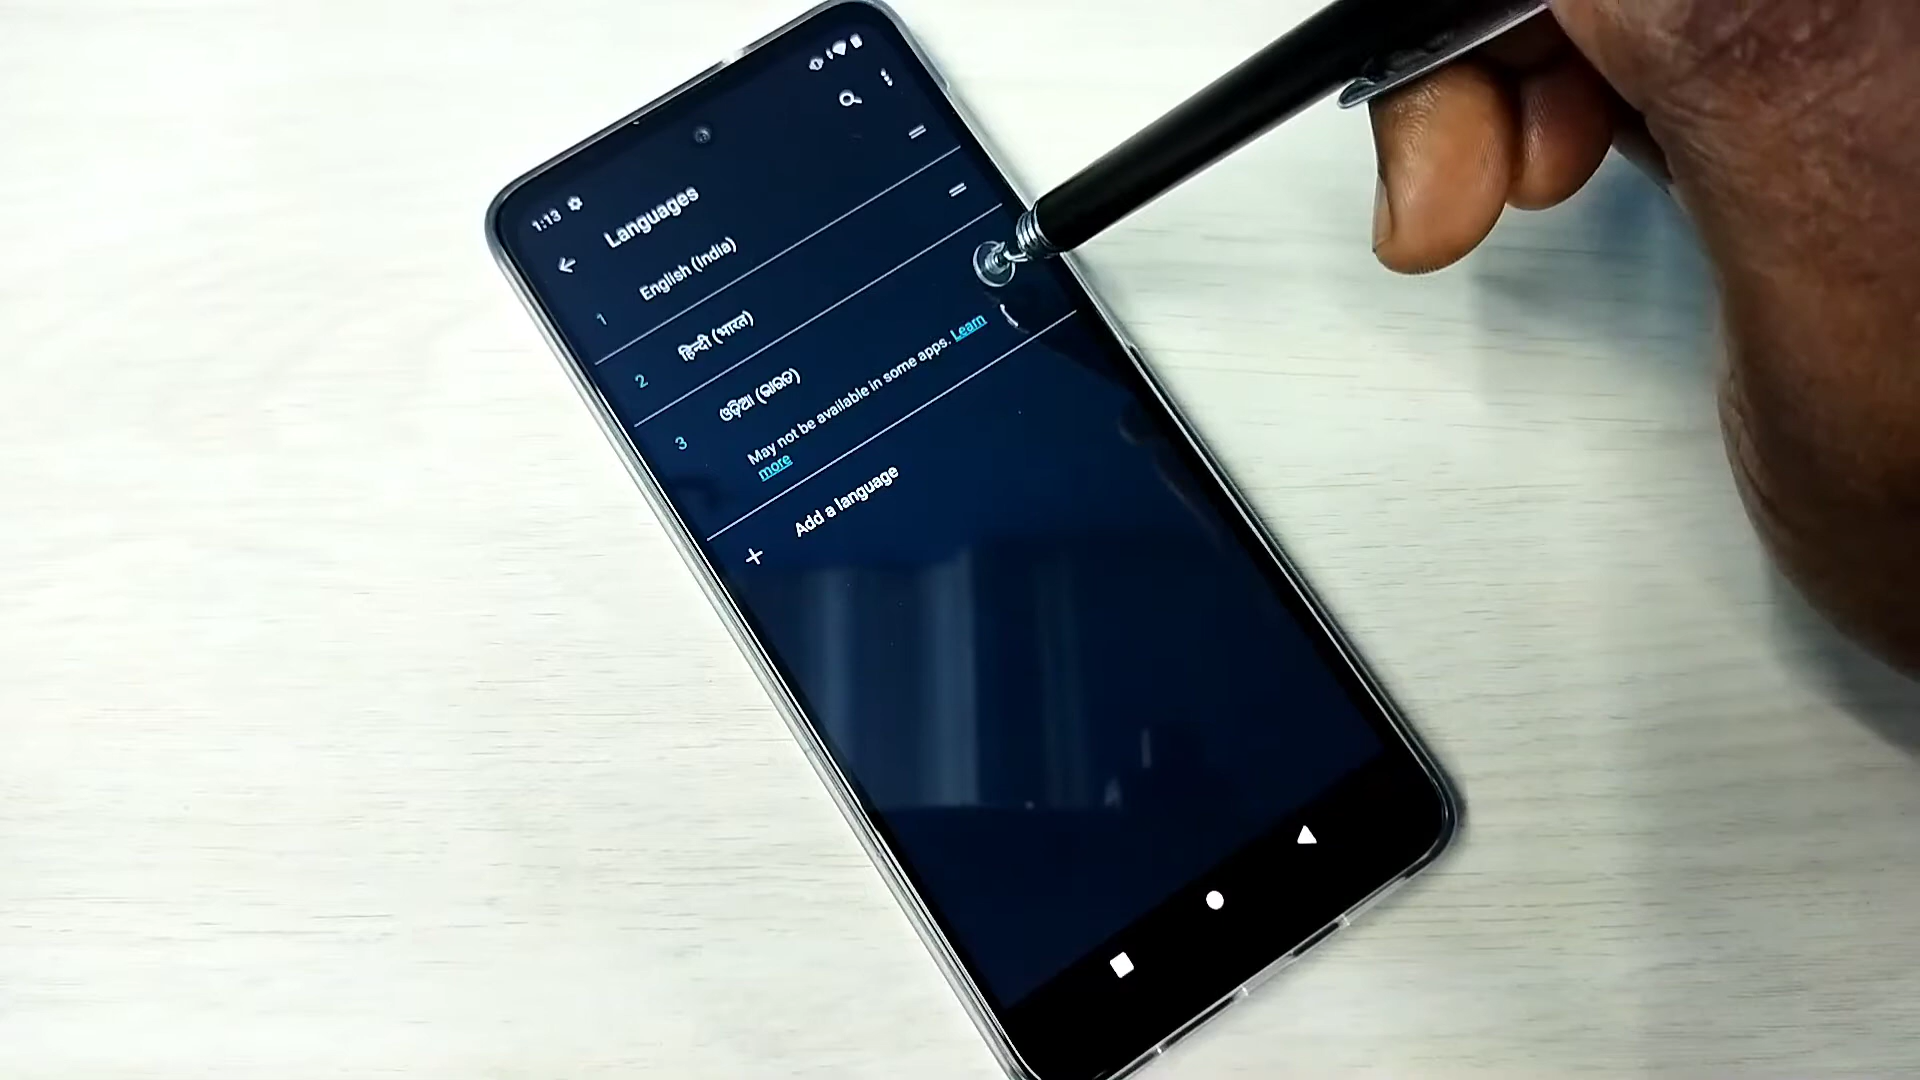 1:13
Languages
1 English (India)
2 हिन्दी (भारत)
3 ଓଡ଼ିଆ (ଭାରତ)
May not be available in some apps. Learn
more
+ Add a language